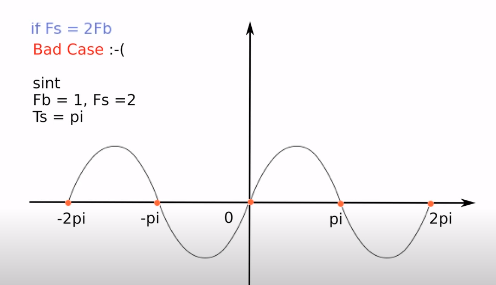 if Fs = 2Fb
Bad Case :-(
sint
Fb = 1, Fs =2
Ts = pi
-2pi -pi 0 pi 2pi